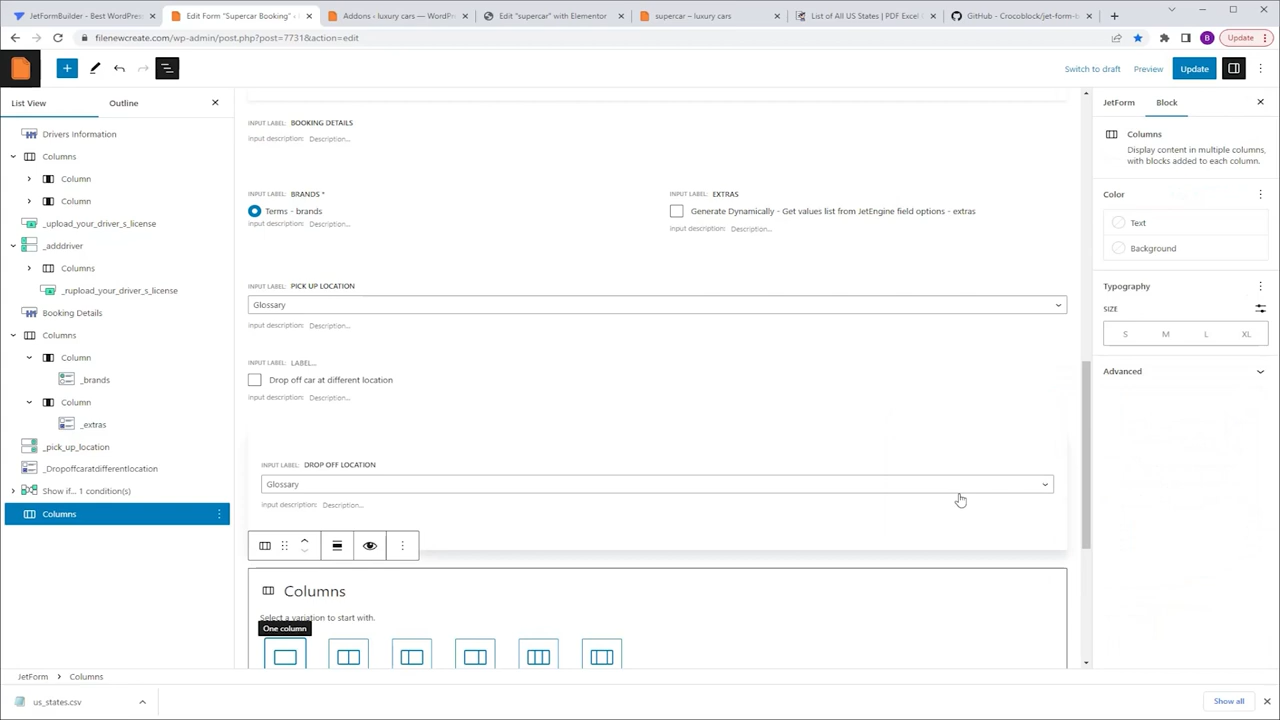 JetFormBuilder - Best WordPress
Edit Form "Supercar Booking" ‹
Addons ‹ luxury cars — WordPr
Edit "supercar" with Elementor
supercar – luxury cars
List of All US States | PDF Excel
GitHub - Crocoblock/jet-form-b
filenewcreate.com/wp-admin/post.php?post=7731&action=edit
B
Update
Switch to draft
Preview
Update
List View
Outline
JetForm
Block
Drivers Information
Columns
Column
Column
_upload_your_driver_s_license
_adddriver
Columns
_rupload_your_driver_s_license
Booking Details
Columns
Column
_brands
Column
_extras
_pick_up_location
_Dropoffcaratdifferentlocation
Show if... 1 condition(s)
Columns
INPUT LABEL: BOOKING DETAILS
input description: Description...
INPUT LABEL: BRANDS *
Terms - brands
input description: Description...
INPUT LABEL: EXTRAS
Generate Dynamically - Get values list from JetEngine field options - extras
input description: Description...
INPUT LABEL: PICK UP LOCATION
Glossary
input description: Description...
INPUT LABEL: LABEL...
Drop off car at different location
input description: Description...
INPUT LABEL: DROP OFF LOCATION
Glossary
input description: Description...
Columns
Select a variation to start with.
One column
Columns
Display content in multiple columns,
with blocks added to each column.
Color
Text
Background
Typography
SIZE
S
M
L
XL
Advanced
JetForm
Columns
us_states.csv
Show all